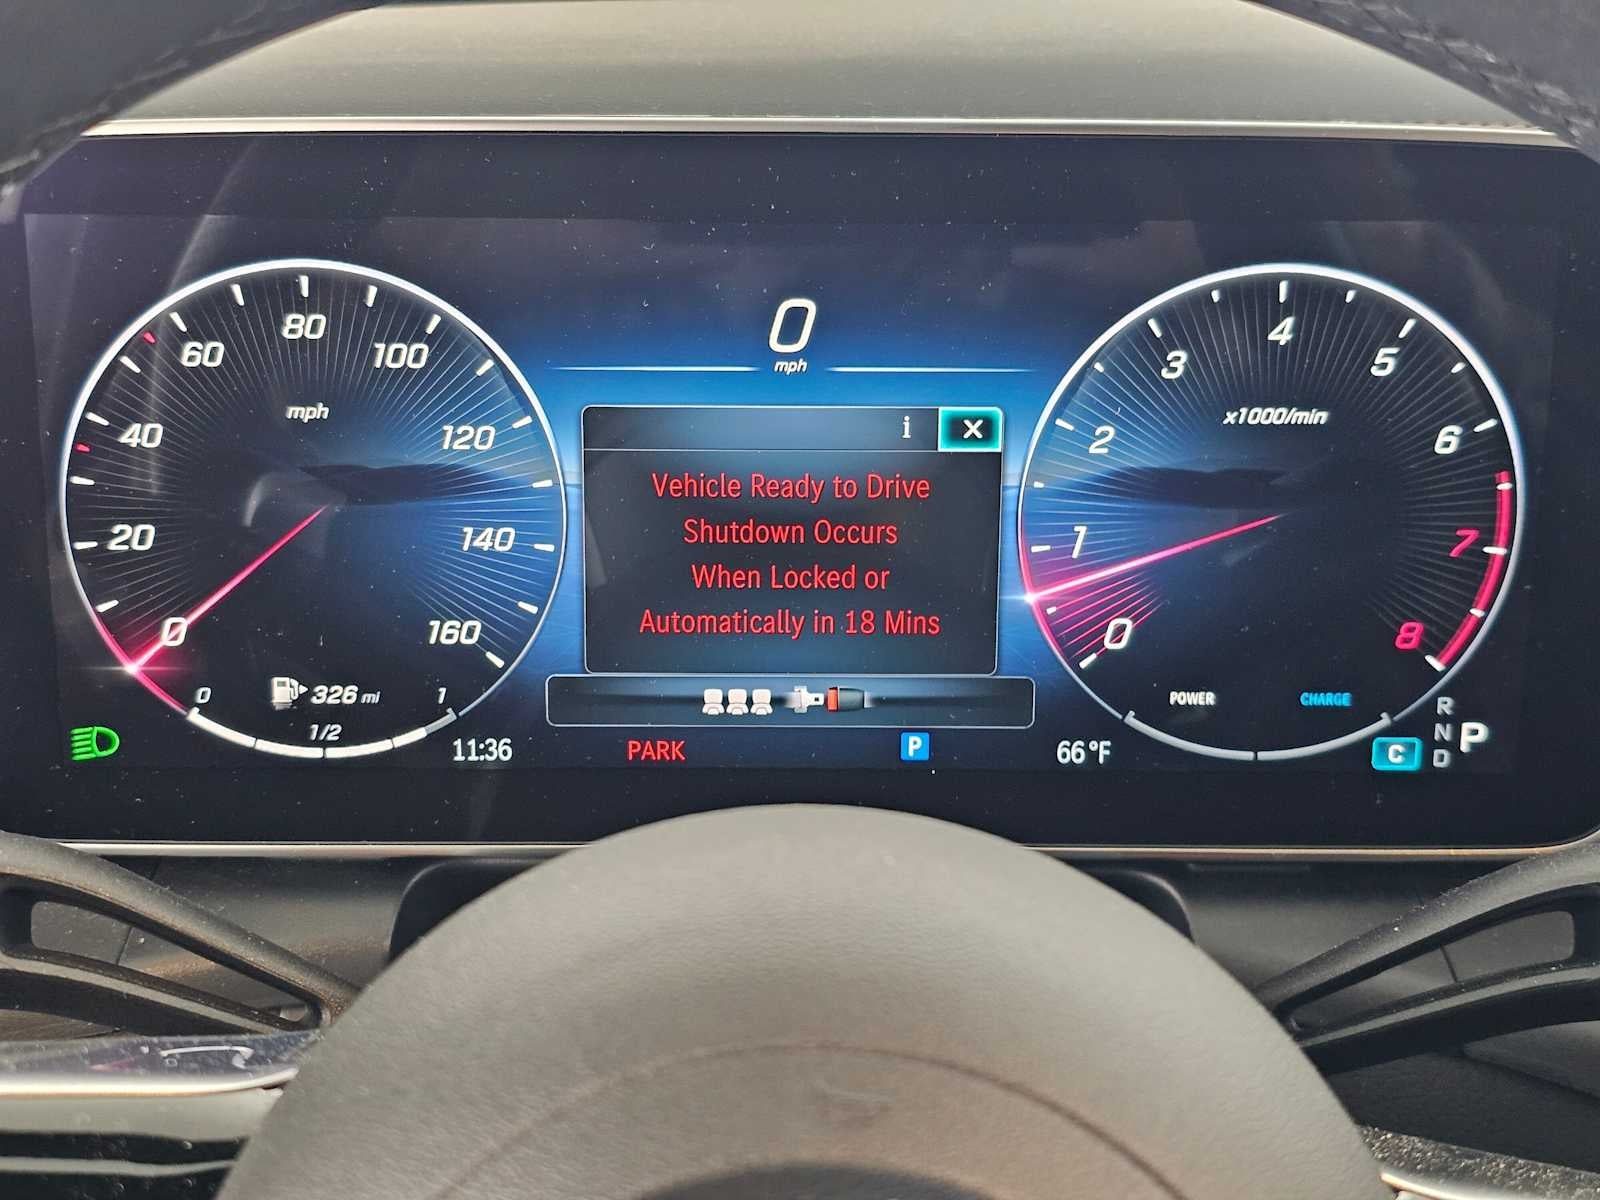 0
mph
80
60
100
mph
40
120
20
140
0
160
0
326 mi
1
1/2
i X
Vehicle Ready to Drive
Shutdown Occurs
When Locked or
Automatically in 18 Mins
4
3
5
x1000/min
2
6
1
7
0
8
POWER
CHARGE
R
N
D
P
C
11:36
PARK
P
66°F